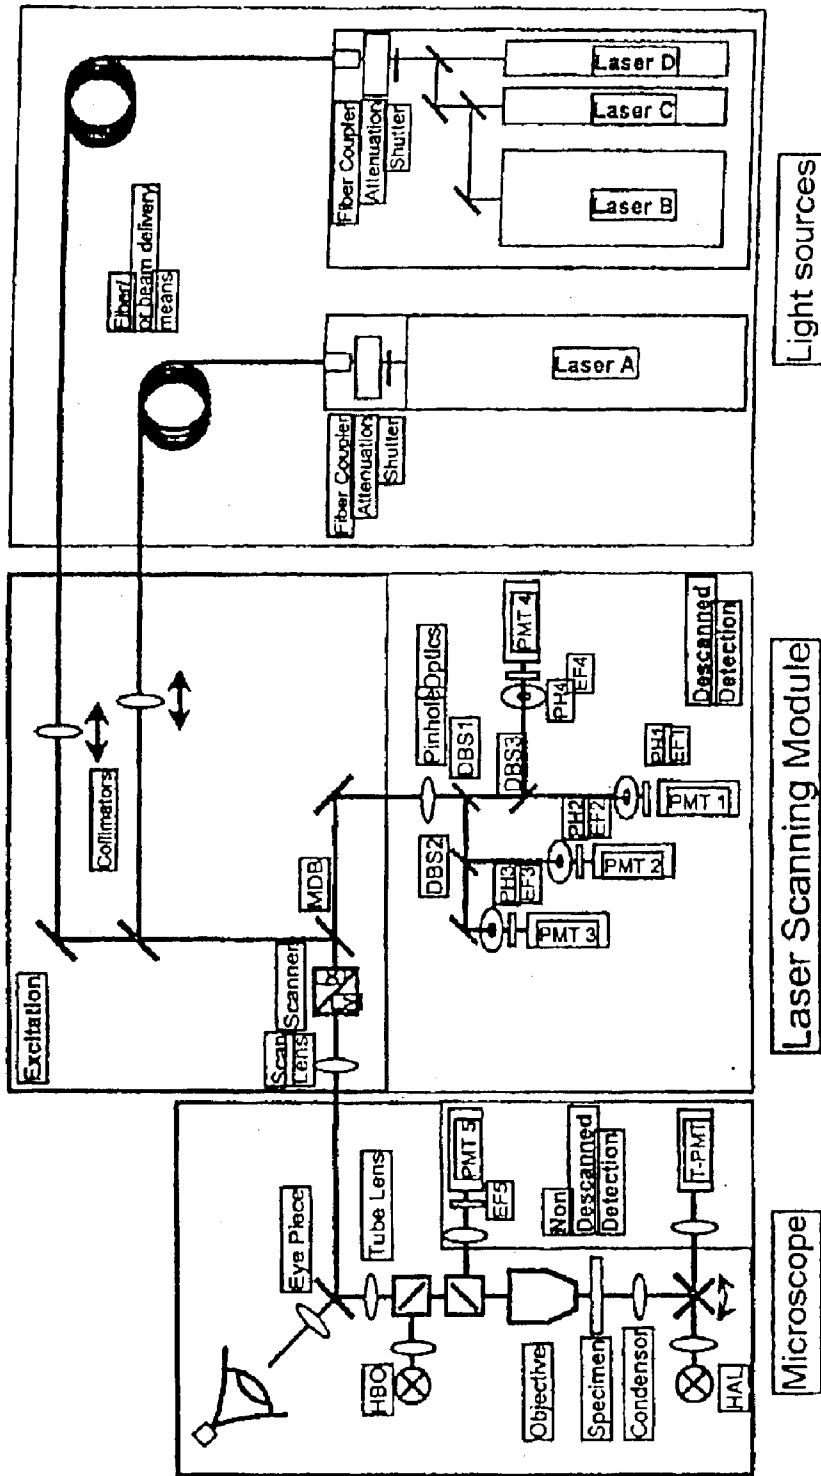 Microscope
Eye Piece
Tube Lens
HBO
Objective
Specimen
Condensor
HAL
PMT 5
EF5
Non
Descanned
Detection
T-PMT
Laser Scanning Module
Excitation
Scan
Lens
Scanner
X
Y
MDB
Collimators
Pinhole Optics
DBS1
DBS2
DBS3
PH3
EF3
PMT 3
PH2
EF2
PMT 2
PH1
EF1
PMT 1
PH4
EF4
PMT 4
Descanned
Detection
Light sources
Fiber/
or beam delivery
means
Fiber Coupler
Attenuation
Shutter
Laser A
Fiber Coupler
Attenuation
Shutter
Laser B
Laser C
Laser D